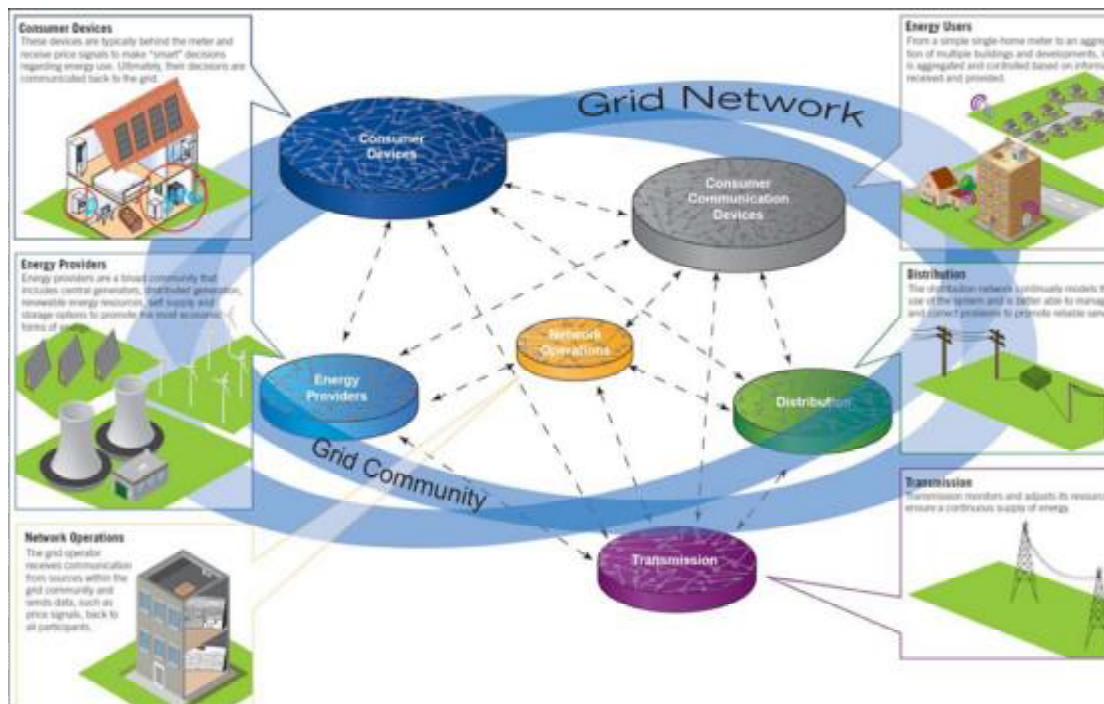 Consumer Devices
These devices are typically behind the meter and
receive price signals to make "smart" decisions
regarding energy use. Ultimately, their decisions are
communicated back to the grid.
Energy Users
From a simple single-home meter to an aggre
tion of multiple buildings and developments,
is aggregated and controlled based on informa
received and provided.
Grid Network
Consumer
Devices
Consumer
Communication
Devices
Energy Providers
Energy providers are a broad community that
includes central generators, distributed generation,
renewable energy resources, self supply and
storage options to promote the most economic
forms of
Distribution
The distribution network continually models th
use of the system and is better able to manag
and correct problems to promote reliable serv
Network
Operations
Energy
Providers
Distribution
Grid Community
Transmission
Transmission
Transmission monitors and adjusts its resourc
ensure a continuous supply of energy.
Network Operations
The grid operator
receives communication
from sources within the
grid community and
sends data, such as
price signals, back to
all participants.